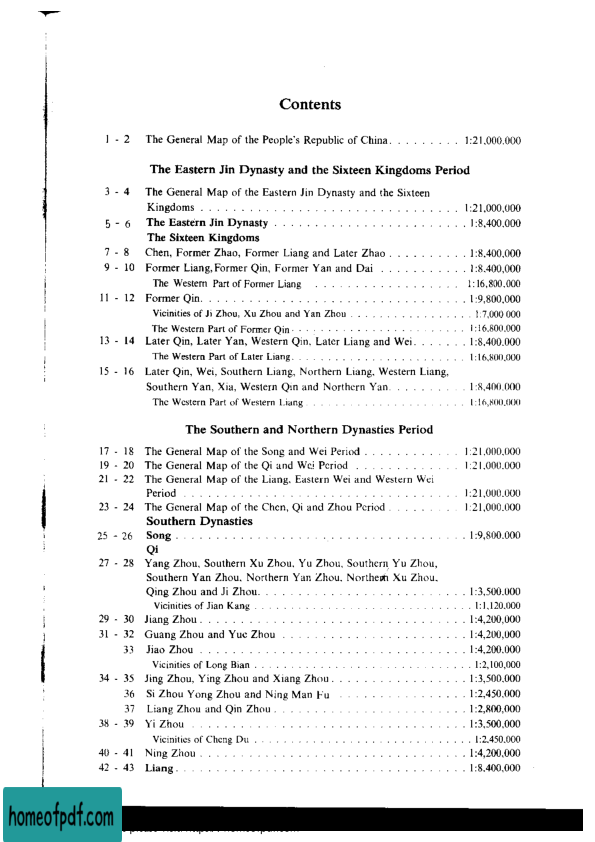 Contents
1 - 2 The General Map of the People's Republic of China. . . . . . . . . 1:21,000,000
The Eastern Jin Dynasty and the Sixteen Kingdoms Period
3 - 4 The General Map of the Eastern Jin Dynasty and the Sixteen
Kingdoms . . . . . . . . . . . . . . . . . . . . . . . . . . . . . . . . 1:21,000,000
5 - 6 The Eastern Jin Dynasty . . . . . . . . . . . . . . . . . . . . . . . . 1:8,400,000
The Sixteen Kingdoms
7 - 8 Chen, Former Zhao, Former Liang and Later Zhao . . . . . . . . . . 1:8,400,000
9 - 10 Former Liang, Former Qin, Former Yan and Dai . . . . . . . . . . . 1:8,400,000
The Western Part of Former Liang . . . . . . . . . . . . . . . . . . 1:16,800,000
11 - 12 Former Qin. . . . . . . . . . . . . . . . . . . . . . . . . . . . . . . . . 1:9,800,000
Vicinities of Ji Zhou, Xu Zhou and Yan Zhou . . . . . . . . . . . . . . . . 1:7,000 000
The Western Part of Former Qin . . . . . . . . . . . . . . . . . . . . . . 1:16,800,000
13 - 14 Later Qin, Later Yan, Western Qin, Later Liang and Wei. . . . . . . 1:8,400,000
The Western Part of Later Liang. . . . . . . . . . . . . . . . . . . . . . 1:16,800,000
15 - 16 Later Qin, Wei, Southern Liang, Northern Liang, Western Liang,
Southern Yan, Xia, Western Qin and Northern Yan. . . . . . . . . . 1:8,400,000
The Western Part of Western Liang . . . . . . . . . . . . . . . . . . . . . 1:16,800,000
The Southern and Northern Dynasties Period
17 - 18 The General Map of the Song and Wei Period . . . . . . . . . . . . 1:21,000,000
19 - 20 The General Map of the Qi and Wei Period . . . . . . . . . . . . . 1:21,000,000
21 - 22 The General Map of the Liang, Eastern Wei and Western Wei
Period . . . . . . . . . . . . . . . . . . . . . . . . . . . . . . . . . . 1:21,000,000
23 - 24 The General Map of the Chen, Qi and Zhou Period . . . . . . . . . 1:21,000,000
Southern Dynasties
25 - 26 Song . . . . . . . . . . . . . . . . . . . . . . . . . . . . . . . . . . . . 1:9,800,000
Qi
27 - 28 Yang Zhou, Southern Xu Zhou, Yu Zhou, Southern Yu Zhou,
Southern Yan Zhou, Northern Yan Zhou, Northern Xu Zhou,
Qing Zhou and Ji Zhou. . . . . . . . . . . . . . . . . . . . . . . . . . 1:3,500,000
Vicinities of Jian Kang . . . . . . . . . . . . . . . . . . . . . . . . . . . . 1:1,120,000
29 - 30 Jiang Zhou . . . . . . . . . . . . . . . . . . . . . . . . . . . . . . . . . 1:4,200,000
31 - 32 Guang Zhou and Yue Zhou . . . . . . . . . . . . . . . . . . . . . . . 1:4,200,000
33 Jiao Zhou . . . . . . . . . . . . . . . . . . . . . . . . . . . . . . . . . . 1:4,200,000
Vicinities of Long Bian . . . . . . . . . . . . . . . . . . . . . . . . . . . . 1:2,100,000
34 - 35 Jing Zhou, Ying Zhou and Xiang Zhou . . . . . . . . . . . . . . . . . 1:3,500,000
36 Si Zhou Yong Zhou and Ning Man Fu . . . . . . . . . . . . . . . . 1:2,450,000
37 Liang Zhou and Qin Zhou . . . . . . . . . . . . . . . . . . . . . . . . 1:2,800,000
38 - 39 Yi Zhou . . . . . . . . . . . . . . . . . . . . . . . . . . . . . . . . . . 1:3,500,000
Vicinities of Cheng Du . . . . . . . . . . . . . . . . . . . . . . . . . . . . 1:2,450,000
40 - 41 Ning Zhou . . . . . . . . . . . . . . . . . . . . . . . . . . . . . . . . . 1:4,200,000
42 - 43 Liang . . . . . . . . . . . . . . . . . . . . . . . . . . . . . . . . . . . . 1:8,400,000
homeofpdf.com